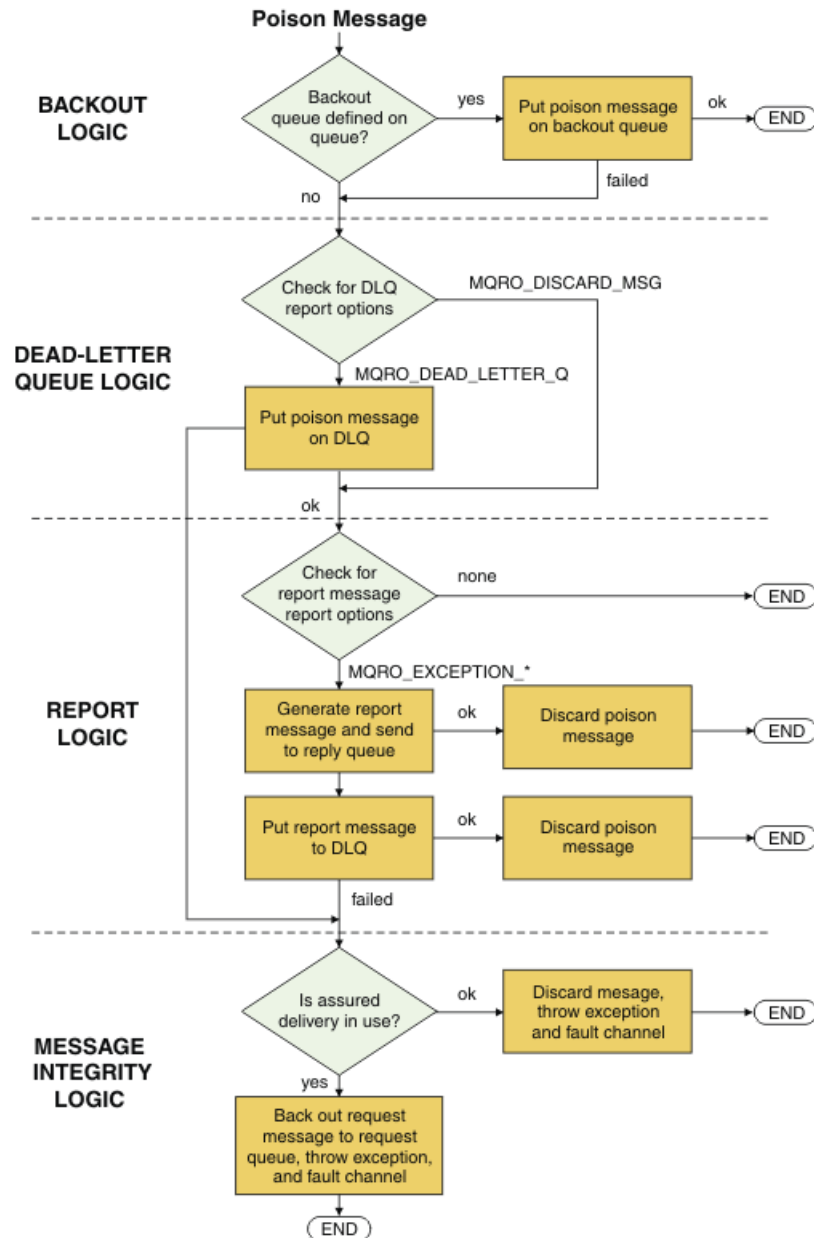 Poison Message
BACKOUT
LOGIC
Backout
queue defined on
queue?
yes
Put poison message
on backout queue
ok
END
failed
no
DEAD-LETTER
QUEUE LOGIC
Check for DLQ
report options
MQRO_DISCARD_MSG
MQRO_DEAD_LETTER_Q
Put poison message
on DLQ
ok
REPORT
LOGIC
Check for
report message
report options
none
END
MQRO_EXCEPTION_*
Generate report
message and send
to reply queue
ok
Discard poison
message
END
Put report message
to DLQ
ok
Discard poison
message
END
failed
MESSAGE
INTEGRITY
LOGIC
Is assured
delivery in use?
ok
Discard mesage,
throw exception
and fault channel
END
yes
Back out request
message to request
queue, throw exception,
and fault channel
END